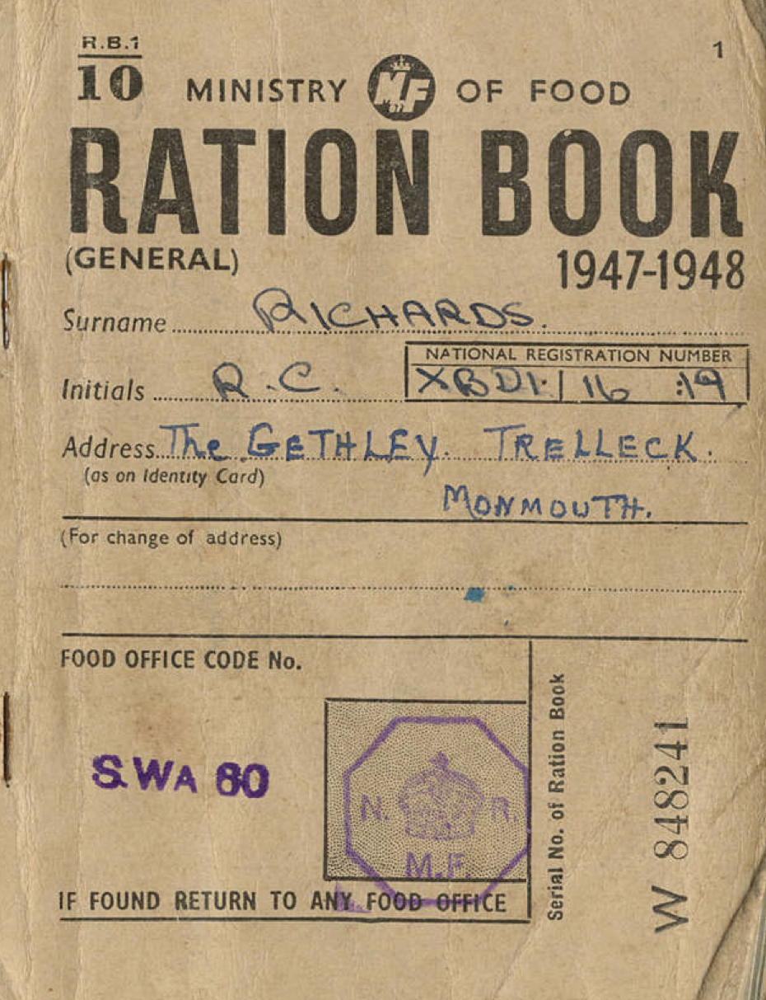 R.B.1
1
10
MINISTRY MF OF FOOD
RATION BOOK
(GENERAL)
1947-1948
Surname RICHARDS.
NATIONAL REGISTRATION NUMBER
Initials R.C.
XBDI:| 16 :19
Address The GETHLEY. TRELLECK.
(as on Identity Card)
MONMOUTH.
(For change of address)
FOOD OFFICE CODE No.
S.WA 60
N. R.
M.F.
IF FOUND RETURN TO ANY FOOD OFFICE
Serial No. of Ration Book
W 848241